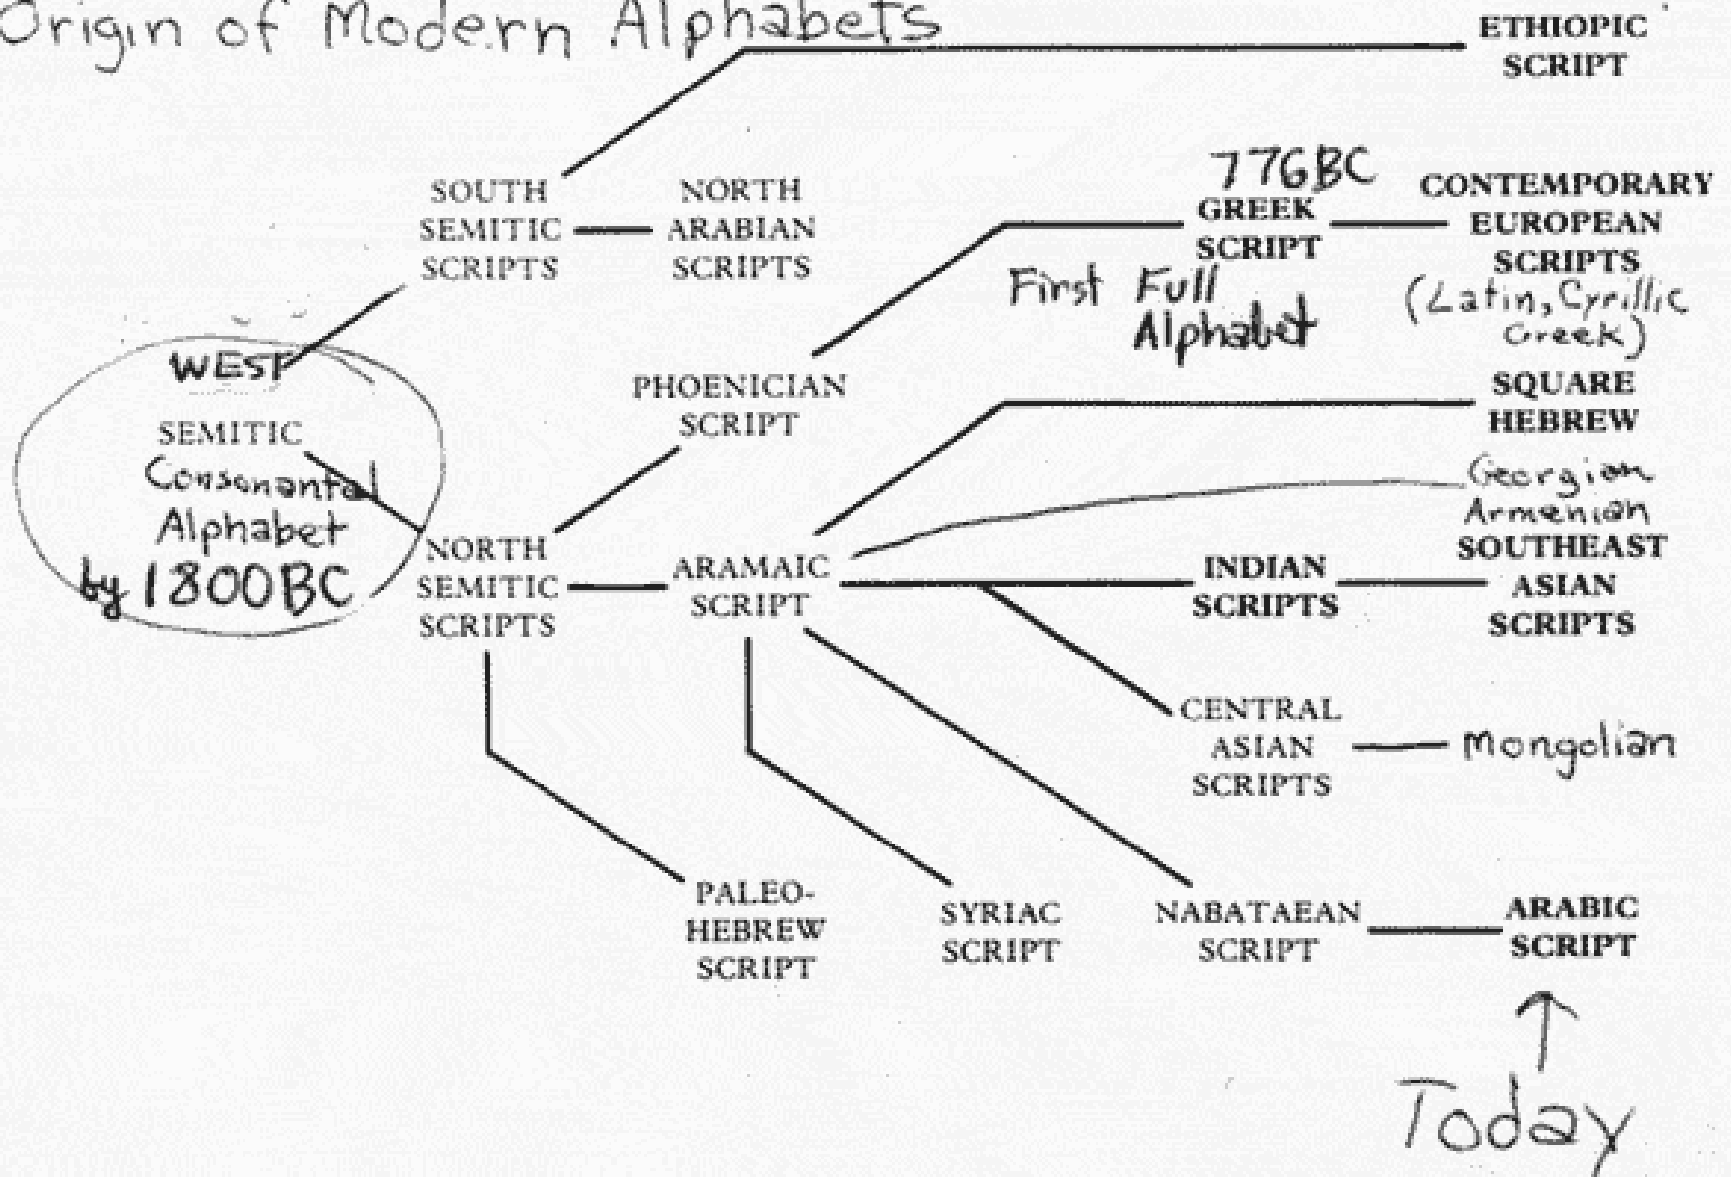 Origin of Modern Alphabets
ETHIOPIC
SCRIPT
SOUTH
SEMITIC
SCRIPTS
NORTH
ARABIAN
SCRIPTS
776BC
GREEK
SCRIPT
First Full
Alphabet
CONTEMPORARY
EUROPEAN
SCRIPTS
(Latin, Cyrillic
Greek)
WEST
SEMITIC
Consonantal
Alphabet
by 1800BC
PHOENICIAN
SCRIPT
SQUARE
HEBREW
Georgian
Armenian
NORTH
SEMITIC
SCRIPTS
ARAMAIC
SCRIPT
INDIAN
SCRIPTS
SOUTHEAST
ASIAN
SCRIPTS
CENTRAL
ASIAN
SCRIPTS
Mongolian
PALEO-
HEBREW
SCRIPT
SYRIAC
SCRIPT
NABATAEAN
SCRIPT
ARABIC
SCRIPT
Today